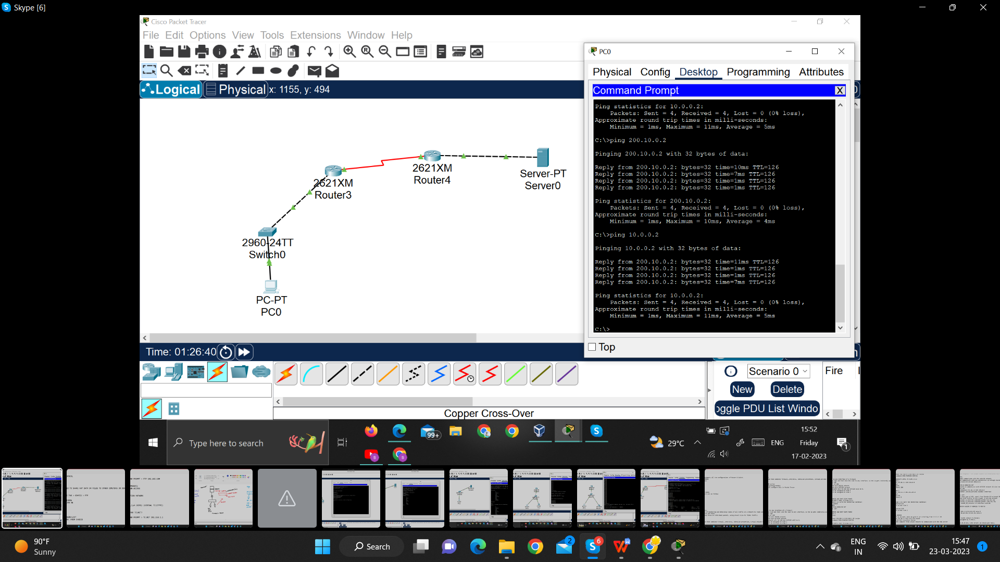 Skype [6]
Cisco Packet Tracer
File Edit Options View Tools Extensions Window Help
Logical Physical x: 1155, y: 494
2621XM
Router4
Server-PT
Server0
2621XM
Router3
2960-24TT
Switch0
PC-PT
PC0
PC0
Physical Config Desktop Programming Attributes
Command Prompt X
Ping statistics for 10.0.0.2:
Packets: Sent = 4, Received = 4, Lost = 0 (0% loss),
Approximate round trip times in milli-seconds:
Minimum = 1ms, Maximum = 11ms, Average = 5ms
C:\>ping 200.10.0.2
Pinging 200.10.0.2 with 32 bytes of data:
Reply from 200.10.0.2: bytes=32 time=10ms TTL=126
Reply from 200.10.0.2: bytes=32 time=7ms TTL=126
Reply from 200.10.0.2: bytes=32 time=1ms TTL=126
Reply from 200.10.0.2: bytes=32 time=1ms TTL=126
Ping statistics for 200.10.0.2:
Packets: Sent = 4, Received = 4, Lost = 0 (0% loss),
Approximate round trip times in milli-seconds:
Minimum = 1ms, Maximum = 10ms, Average = 4ms
C:\>ping 10.0.0.2
Pinging 10.0.0.2 with 32 bytes of data:
Reply from 200.10.0.2: bytes=32 time=11ms TTL=126
Reply from 200.10.0.2: bytes=32 time=1ms TTL=126
Reply from 200.10.0.2: bytes=32 time=1ms TTL=126
Reply from 200.10.0.2: bytes=32 time=7ms TTL=126
Ping statistics for 10.0.0.2:
Packets: Sent = 4, Received = 4, Lost = 0 (0% loss),
Approximate round trip times in milli-seconds:
Minimum = 1ms, Maximum = 11ms, Average = 5ms
C:\>
Top
Time: 01:26:40
Scenario 0
Fire
New Delete
oggle PDU List Windo
Copper Cross-Over
Type here to search
99+
29°C
ENG
15:52
Friday
17-02-2023
1
90°F
Sunny
Search
2
6
ENG
IN
15:47
23-03-2023
1